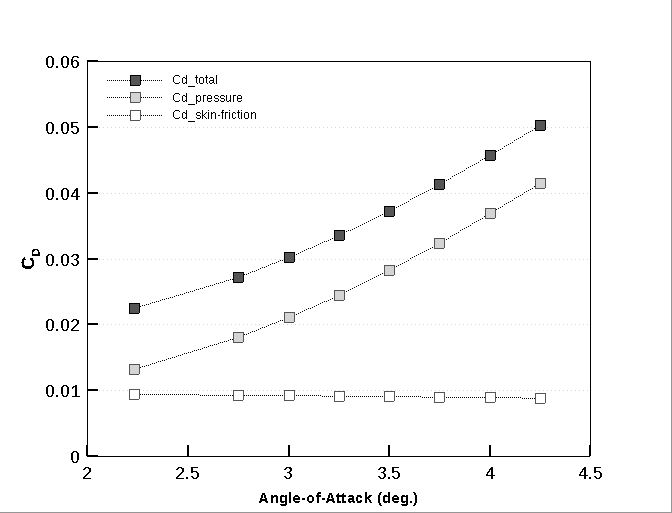 0.06
Cd_total
Cd_pressure
Cd_skin-friction
0.05
0.04
0.03
CD
0.02
0.01
0
2 2.5 3 3.5 4 4.5
Angle-of-Attack (deg.)